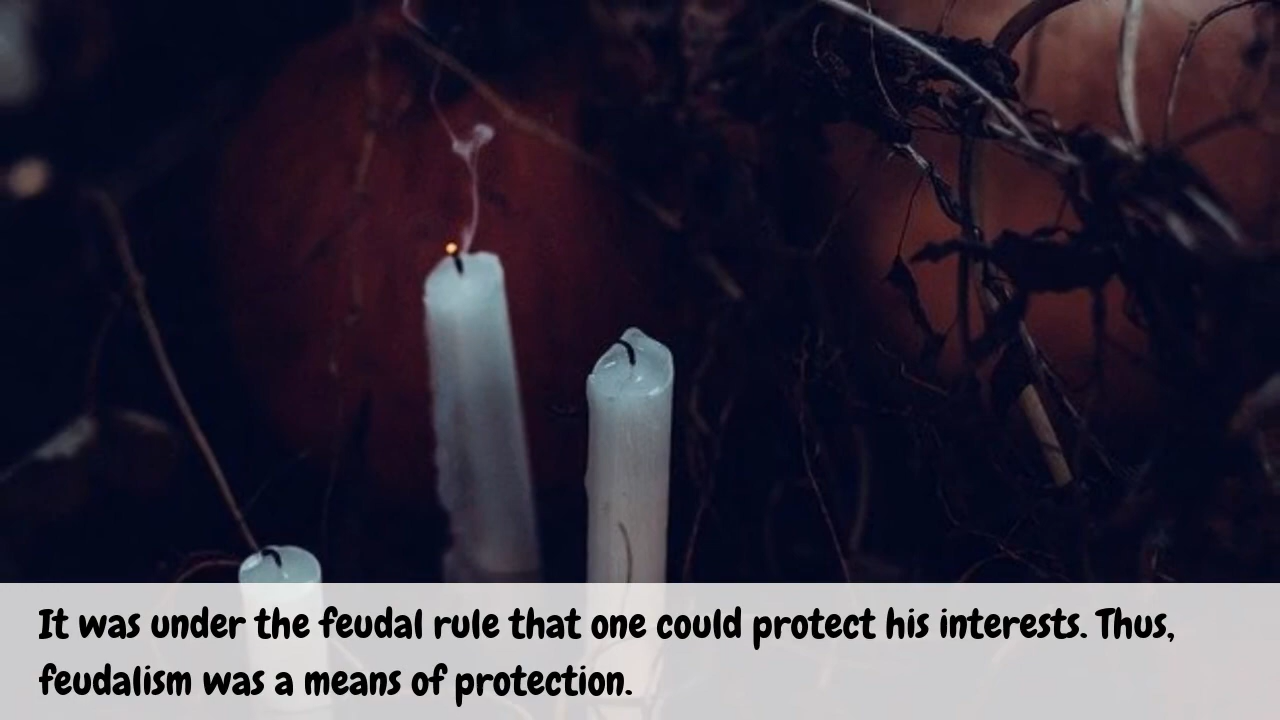 It was under the feudal rule that one could protect his interests. Thus,
feudalism was a means of protection.